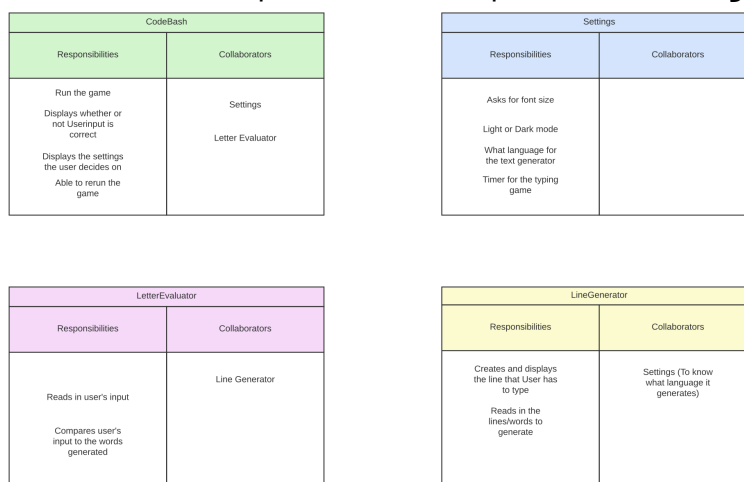 CodeBash
Responsibilities
Collaborators
Run the game
Displays whether or
not Userinput is
correct
Displays the settings
the user decides on
Able to rerun the
game
Settings
Letter Evaluator
Settings
Responsibilities
Collaborators
Asks for font size
Light or Dark mode
What language for
the text generator
Timer for the typing
game
LetterEvaluator
Responsibilities
Collaborators
Reads in user's input
Compares user's
input to the words
generated
Line Generator
LineGenerator
Responsibilities
Collaborators
Creates and displays
the line that User has
to type
Reads in the
lines/words to
generate
Settings (To know
what language it
generates)